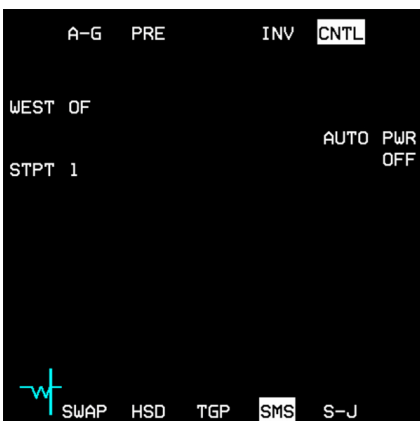 A-G PRE INV CNTL
WEST OF
AUTO PWR
OFF
STPT 1
W
SWAP HSD TGP SMS S-J